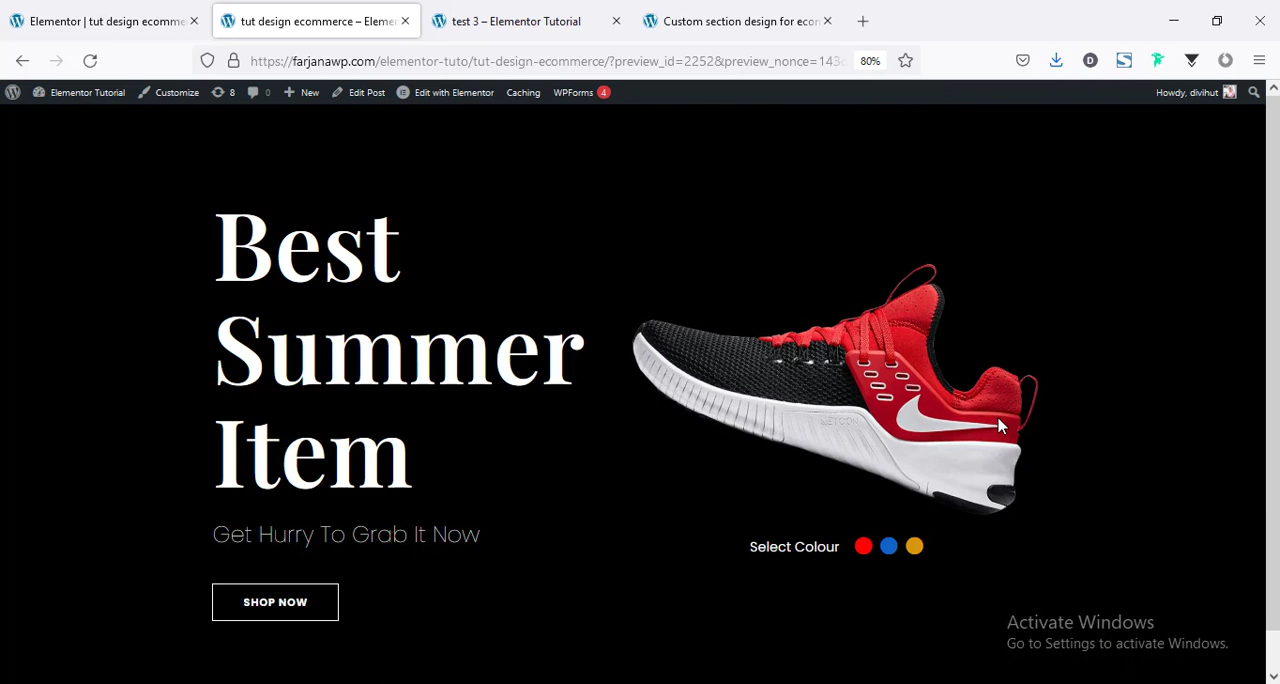 Elementor | tut design ecomme
tut design ecommerce – Eleme
test 3 – Elementor Tutorial
Custom section design for econ
https://farjanawp.com/elementor-tuto/tut-design-ecommerce/?preview_id=2252&preview_nonce=143
80%
Elementor Tutorial
Customize
8
0
New
Edit Post
Edit with Elementor
Caching
WPForms 4
Howdy, divihut
Best
Summer
Item
Get Hurry To Grab It Now
SHOP NOW
Select Colour
Activate Windows
Go to Settings to activate Windows.